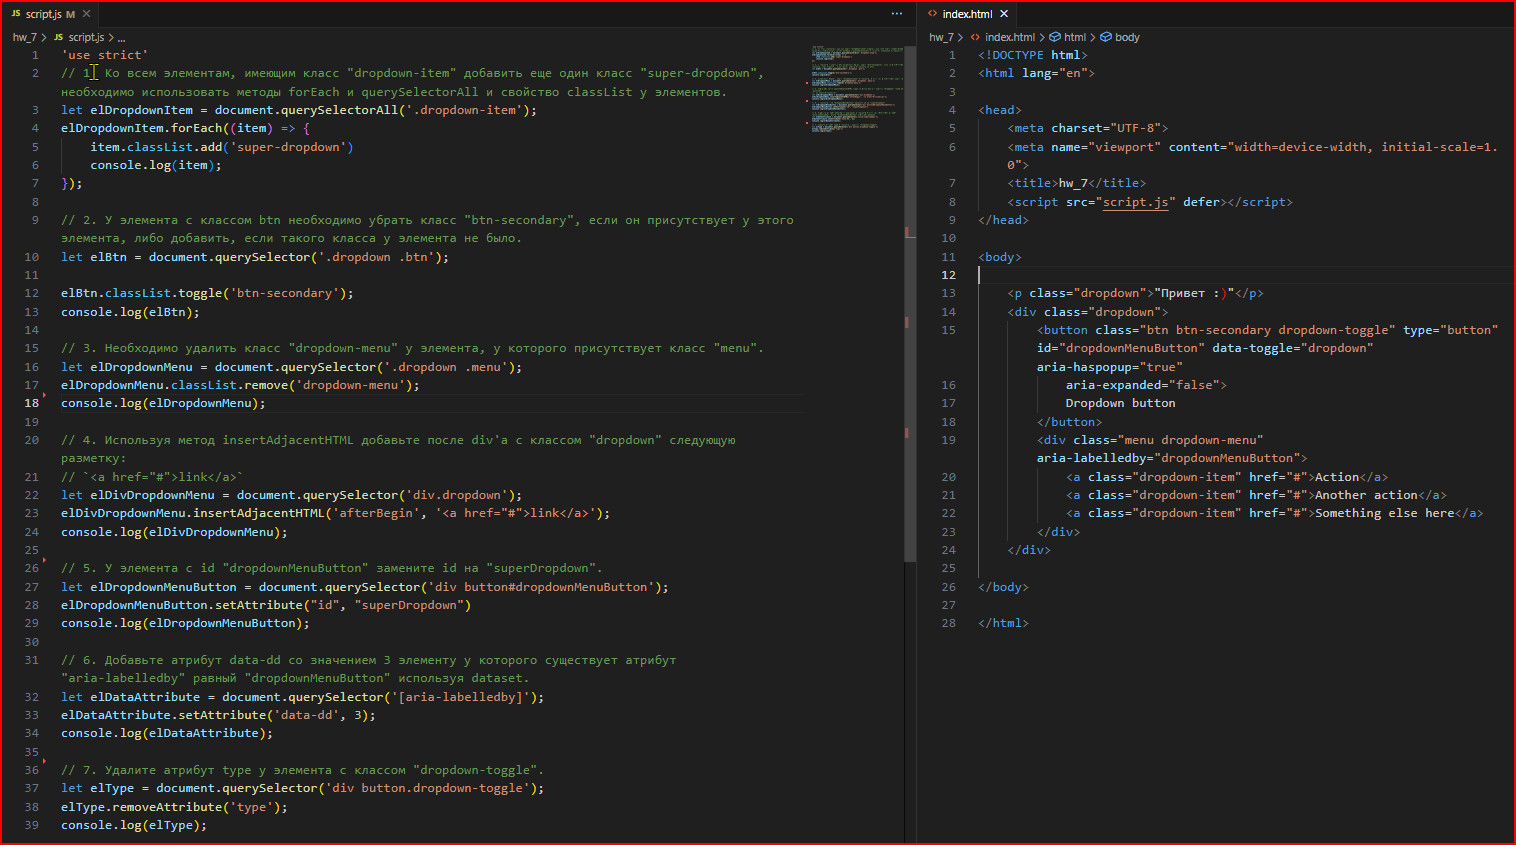 JS script.js M
hw_7 > JS script.js > ...
1 'use strict'
2 // 1. Ко всем элементам, имеющим класс "dropdown-item" добавить еще один класс "super-dropdown",
необходимо использовать методы forEach и querySelectorAll и свойство classList у элементов.
3 let elDropdownItem = document.querySelectorAll('.dropdown-item');
4 elDropdownItem.forEach((item) => {
5 item.classList.add('super-dropdown')
6 console.log(item);
7 });
8
9 // 2. У элемента с классом btn необходимо убрать класс "btn-secondary", если он присутствует у этого
элемента, либо добавить, если такого класса у элемента не было.
10 let elBtn = document.querySelector('.dropdown .btn');
11
12 elBtn.classList.toggle('btn-secondary');
13 console.log(elBtn);
14
15 // 3. Необходимо удалить класс "dropdown-menu" у элемента, у которого присутствует класс "menu".
16 let elDropdownMenu = document.querySelector('.dropdown .menu');
17 elDropdownMenu.classList.remove('dropdown-menu');
18 console.log(elDropdownMenu);
19
20 // 4. Используя метод insertAdjacentHTML добавьте после div'a с классом "dropdown" следующую
разметку:
21 // `<a href="#">link</a>`
22 let elDivDropdownMenu = document.querySelector('div.dropdown');
23 elDivDropdownMenu.insertAdjacentHTML('afterBegin', '<a href="#">link</a>');
24 console.log(elDivDropdownMenu);
25
26 // 5. У элемента с id "dropdownMenuButton" замените id на "superDropdown".
27 let elDropdownMenuButton = document.querySelector('div button#dropdownMenuButton');
28 elDropdownMenuButton.setAttribute("id", "superDropdown")
29 console.log(elDropdownMenuButton);
30
31 // 6. Добавьте атрибут data-dd со значением 3 элементу у которого существует атрибут
"aria-labelledby" равный "dropdownMenuButton" используя dataset.
32 let elDataAttribute = document.querySelector('[aria-labelledby]');
33 elDataAttribute.setAttribute('data-dd', 3);
34 console.log(elDataAttribute);
35
36 // 7. Удалите атрибут type у элемента с классом "dropdown-toggle".
37 let elType = document.querySelector('div button.dropdown-toggle');
38 elType.removeAttribute('type');
39 console.log(elType);
index.html
hw_7 > index.html > html > body
1 <!DOCTYPE html>
2 <html lang="en">
3
4 <head>
5 <meta charset="UTF-8">
6 <meta name="viewport" content="width=device-width, initial-scale=1.
0">
7 <title>hw_7</title>
8 <script src="script.js" defer></script>
9 </head>
10
11 <body>
12
13 <p class="dropdown">"Привет :)"</p>
14 <div class="dropdown">
15 <button class="btn btn-secondary dropdown-toggle" type="button"
id="dropdownMenuButton" data-toggle="dropdown"
aria-haspopup="true"
16 aria-expanded="false">
17 Dropdown button
18 </button>
19 <div class="menu dropdown-menu"
aria-labelledby="dropdownMenuButton">
20 <a class="dropdown-item" href="#">Action</a>
21 <a class="dropdown-item" href="#">Another action</a>
22 <a class="dropdown-item" href="#">Something else here</a>
23 </div>
24 </div>
25
26 </body>
27
28 </html>